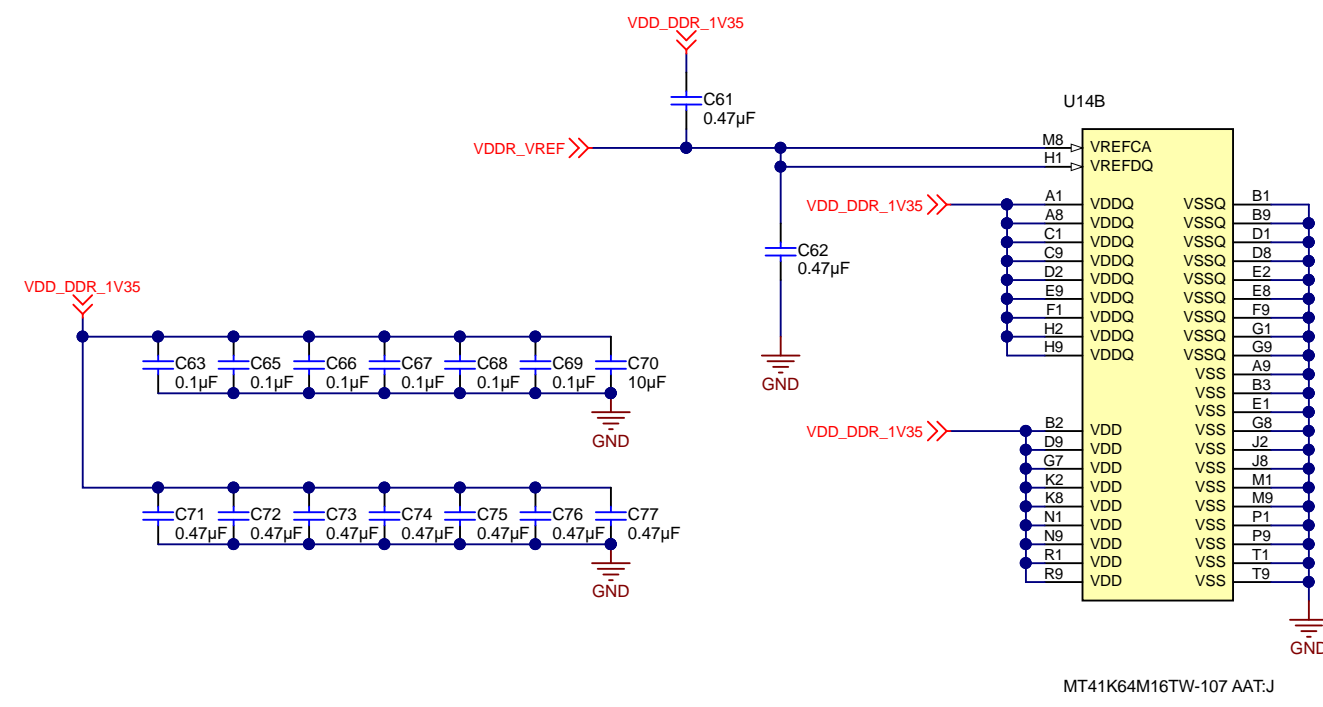 VDD_DDR_1V35
C61
0.47µF
VDDR_VREF
U14B
M8 VREFCA
H1 VREFDQ
VDD_DDR_1V35
A1 VDDQ VSSQ B1
A8 VDDQ VSSQ B9
C1 VDDQ VSSQ D1
C9 VDDQ VSSQ D8
D2 VDDQ VSSQ E2
E9 VDDQ VSSQ E8
F1 VDDQ VSSQ F9
H2 VDDQ VSSQ G1
H9 VDDQ VSSQ G9
VSS A9
VSS B3
VSS E1
VDD_DDR_1V35
B2 VDD VSS G8
D9 VDD VSS J2
G7 VDD VSS J8
K2 VDD VSS M1
K8 VDD VSS M9
N1 VDD VSS P1
N9 VDD VSS P9
R1 VDD VSS T1
R9 VDD VSS T9
GND
MT41K64M16TW-107 AAT:J
C62
0.47µF
GND
VDD_DDR_1V35
C63 C65 C66 C67 C68 C69 C70
0.1µF 0.1µF 0.1µF 0.1µF 0.1µF 0.1µF 10µF
GND
C71 C72 C73 C74 C75 C76 C77
0.47µF 0.47µF 0.47µF 0.47µF 0.47µF 0.47µF 0.47µF
GND